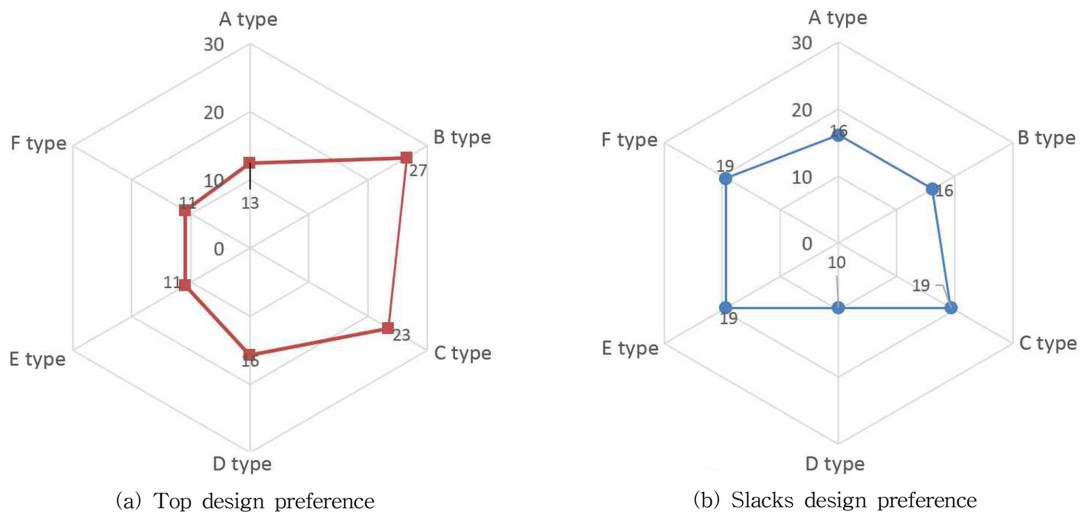 A type
30
20
10
0
B type
27
F type
11
13
11
23
E type
16
C type
D type
(a) Top design preference
A type
30
20
10
0
16
B type
16
F type
19
10
19
19
E type
C type
D type
(b) Slacks design preference